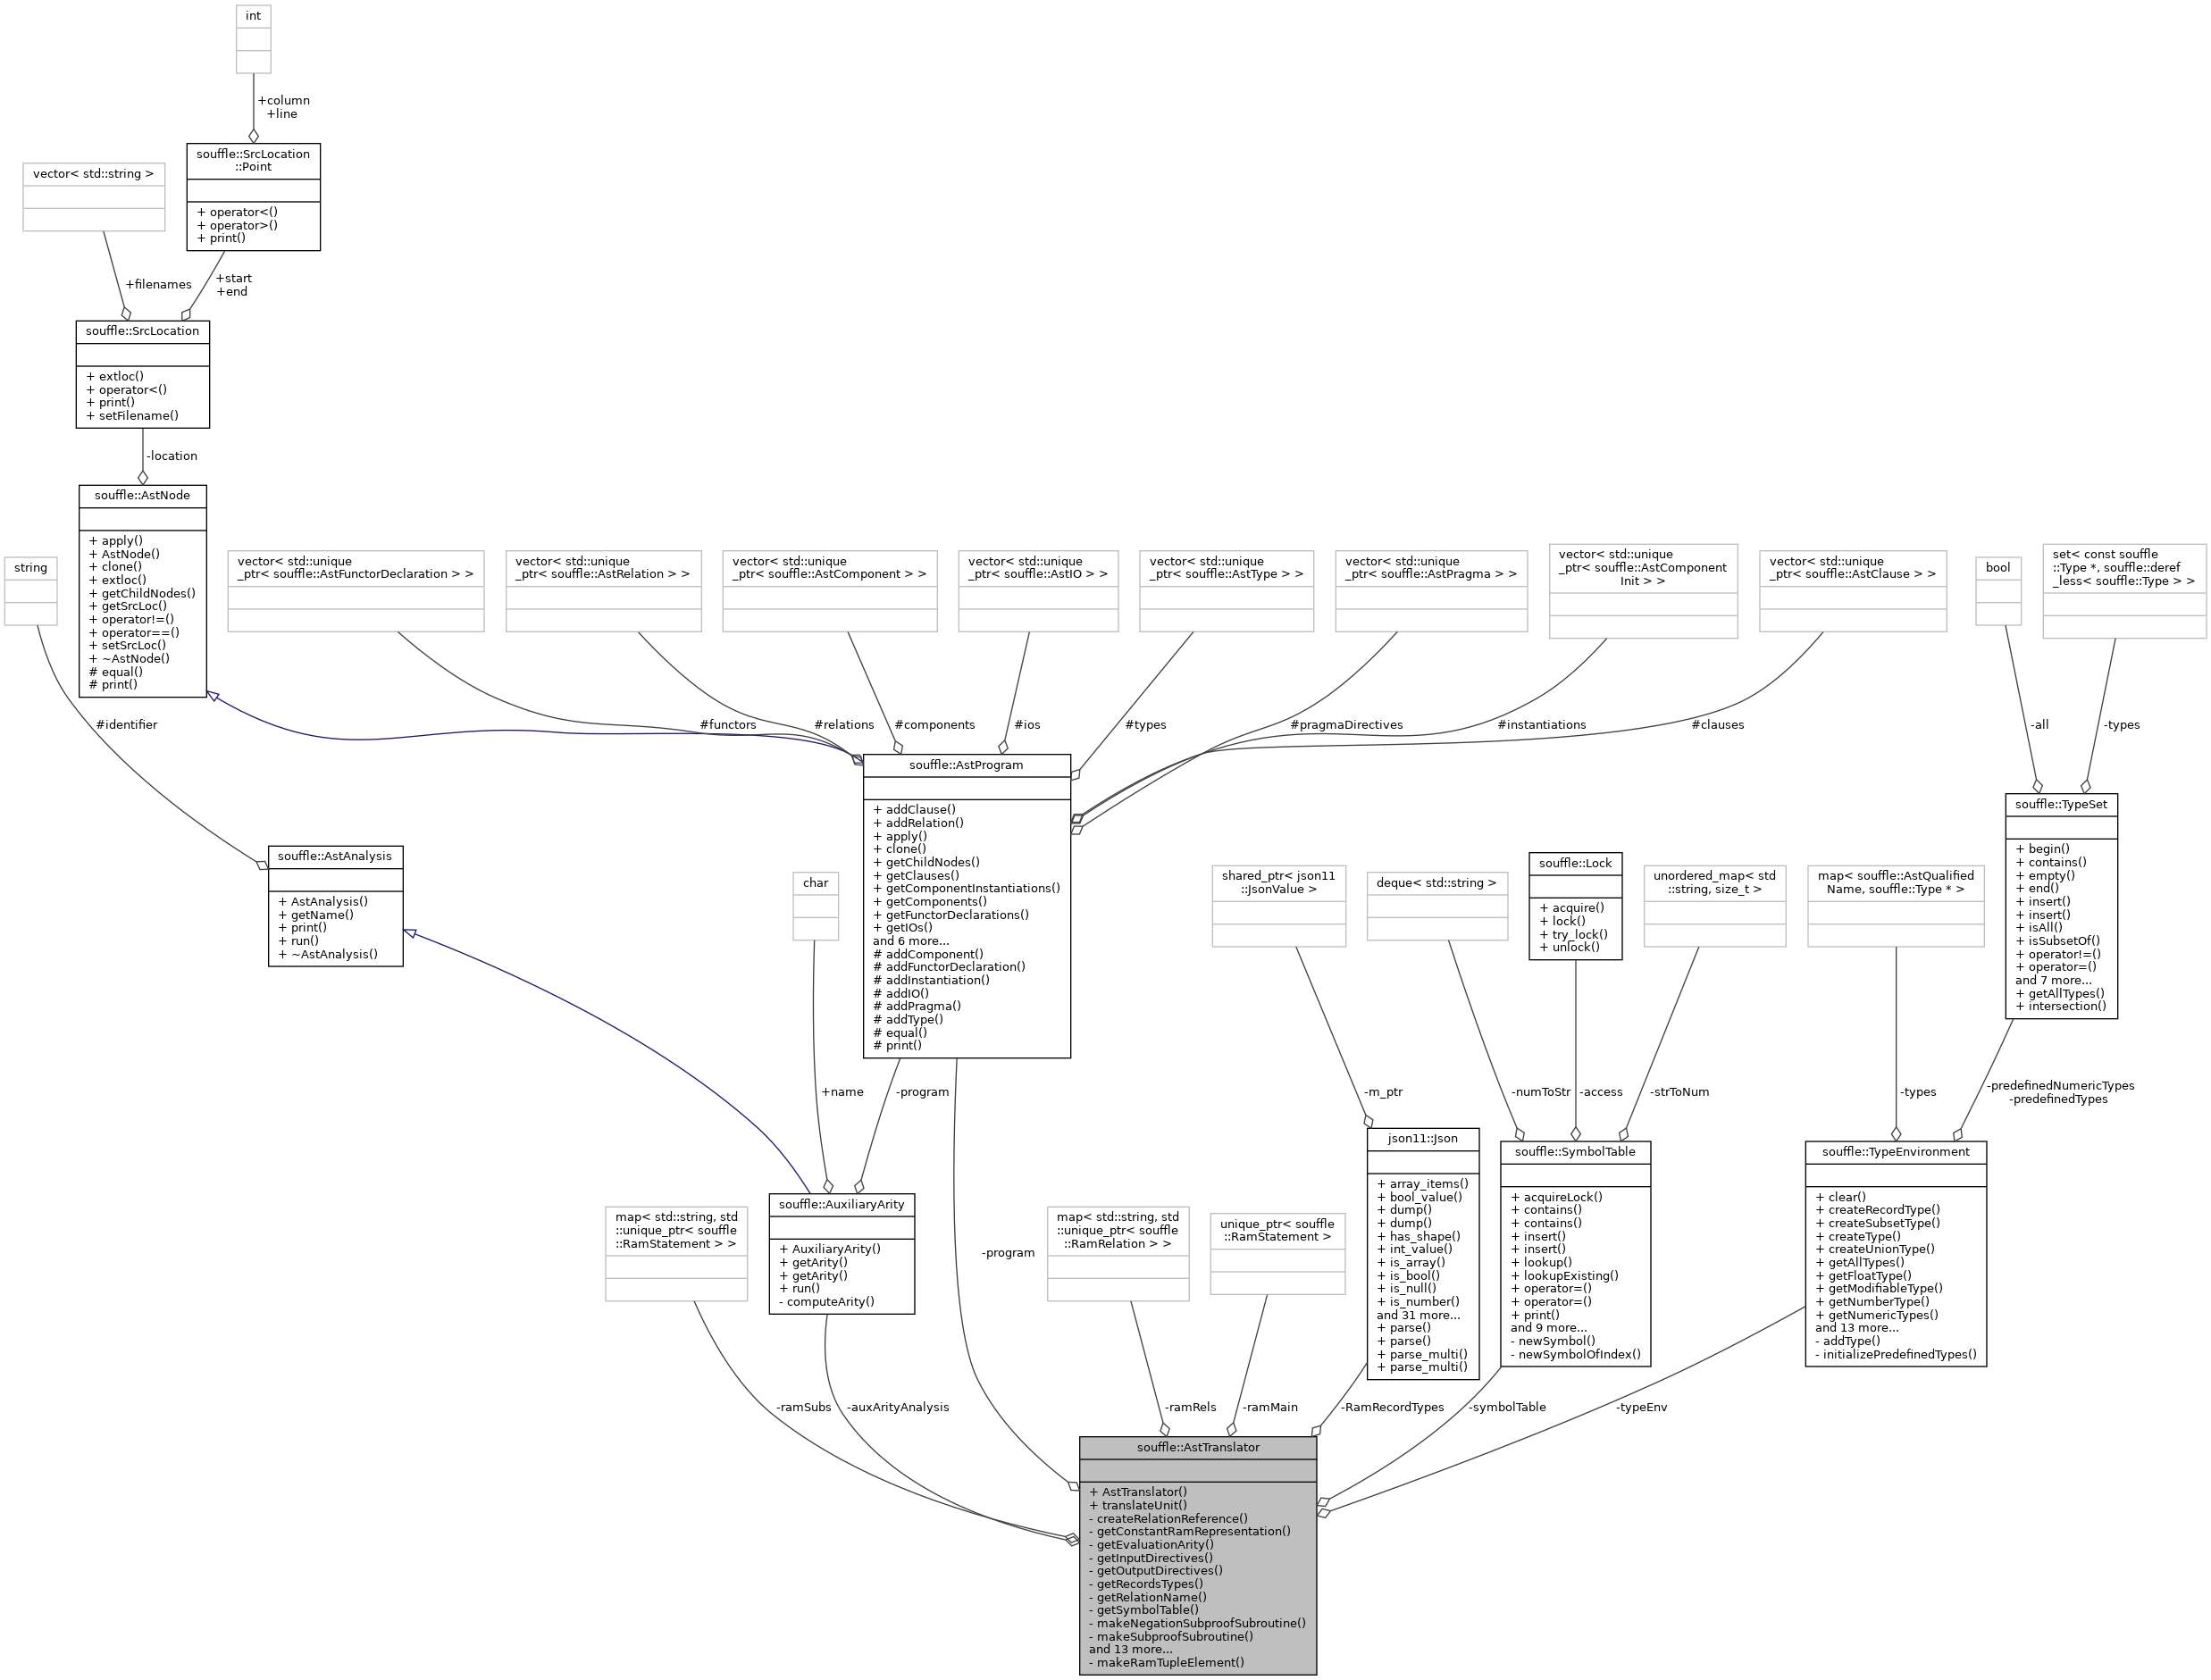 int
+column
+line
souffle::SrcLocation
::Point
+ operator<()
+ operator>()
+ print()
vector< std::string >
+filenames
+start
+end
souffle::SrcLocation
+ extloc()
+ operator<()
+ print()
+ setFilename()
-location
souffle::AstNode
+ apply()
+ AstNode()
+ clone()
+ extloc()
+ getChildNodes()
+ getSrcLoc()
+ operator!=()
+ operator==()
+ setSrcLoc()
+ ~AstNode()
# equal()
# print()
string
vector< std::unique
_ptr< souffle::AstFunctorDeclaration > >
vector< std::unique
_ptr< souffle::AstRelation > >
vector< std::unique
_ptr< souffle::AstComponent > >
vector< std::unique
_ptr< souffle::AstIO > >
vector< std::unique
_ptr< souffle::AstType > >
vector< std::unique
_ptr< souffle::AstPragma > >
vector< std::unique
_ptr< souffle::AstComponent
Init > >
vector< std::unique
_ptr< souffle::AstClause > >
bool
set< const souffle
::Type *, souffle::deref
_less< souffle::Type > >
#identifier
#functors
#relations
#components
#ios
#types
#pragmaDirectives
#instantiations
#clauses
-all
-types
souffle::AstProgram
+ addClause()
+ addRelation()
+ apply()
+ clone()
+ getChildNodes()
+ getClauses()
+ getComponentInstantiations()
+ getComponents()
+ getFunctorDeclarations()
+ getIOs()
and 6 more...
# addComponent()
# addFunctorDeclaration()
# addInstantiation()
# addIO()
# addPragma()
# addType()
# equal()
# print()
souffle::TypeSet
+ begin()
+ contains()
+ empty()
+ end()
+ insert()
+ insert()
+ isAll()
+ isSubsetOf()
+ operator!=()
+ operator=()
and 7 more...
+ getAllTypes()
+ intersection()
souffle::AstAnalysis
+ AstAnalysis()
+ getName()
+ print()
+ run()
+ ~AstAnalysis()
char
shared_ptr< json11
::JsonValue >
deque< std::string >
souffle::Lock
+ acquire()
+ lock()
+ try_lock()
+ unlock()
unordered_map< std
::string, size_t >
map< souffle::AstQualified
Name, souffle::Type * >
+name
-program
-m_ptr
-numToStr
-access
-strToNum
-types
-predefinedNumericTypes
-predefinedTypes
json11::Json
+ array_items()
+ bool_value()
+ dump()
+ dump()
+ has_shape()
+ int_value()
+ is_array()
+ is_bool()
+ is_null()
+ is_number()
and 31 more...
+ parse()
+ parse()
+ parse_multi()
+ parse_multi()
souffle::SymbolTable
+ acquireLock()
+ contains()
+ contains()
+ insert()
+ insert()
+ lookup()
+ lookupExisting()
+ operator=()
+ operator=()
+ print()
and 9 more...
- newSymbol()
- newSymbolOfIndex()
souffle::TypeEnvironment
+ clear()
+ createRecordType()
+ createSubsetType()
+ createType()
+ createUnionType()
+ getAllTypes()
+ getFloatType()
+ getModifiableType()
+ getNumberType()
+ getNumericTypes()
and 13 more...
- addType()
- initializePredefinedTypes()
map< std::string, std
::unique_ptr< souffle
::RamStatement > >
souffle::AuxiliaryArity
+ AuxiliaryArity()
+ getArity()
+ getArity()
+ run()
- computeArity()
-program
map< std::string, std
::unique_ptr< souffle
::RamRelation > >
unique_ptr< souffle
::RamStatement >
-ramSubs
-auxArityAnalysis
-ramRels
-ramMain
-RamRecordTypes
-symbolTable
-typeEnv
souffle::AstTranslator
+ AstTranslator()
+ translateUnit()
- createRelationReference()
- getConstantRamRepresentation()
- getEvaluationArity()
- getInputDirectives()
- getOutputDirectives()
- getRecordsTypes()
- getRelationName()
- getSymbolTable()
- makeNegationSubproofSubroutine()
- makeSubproofSubroutine()
and 13 more...
- makeRamTupleElement()